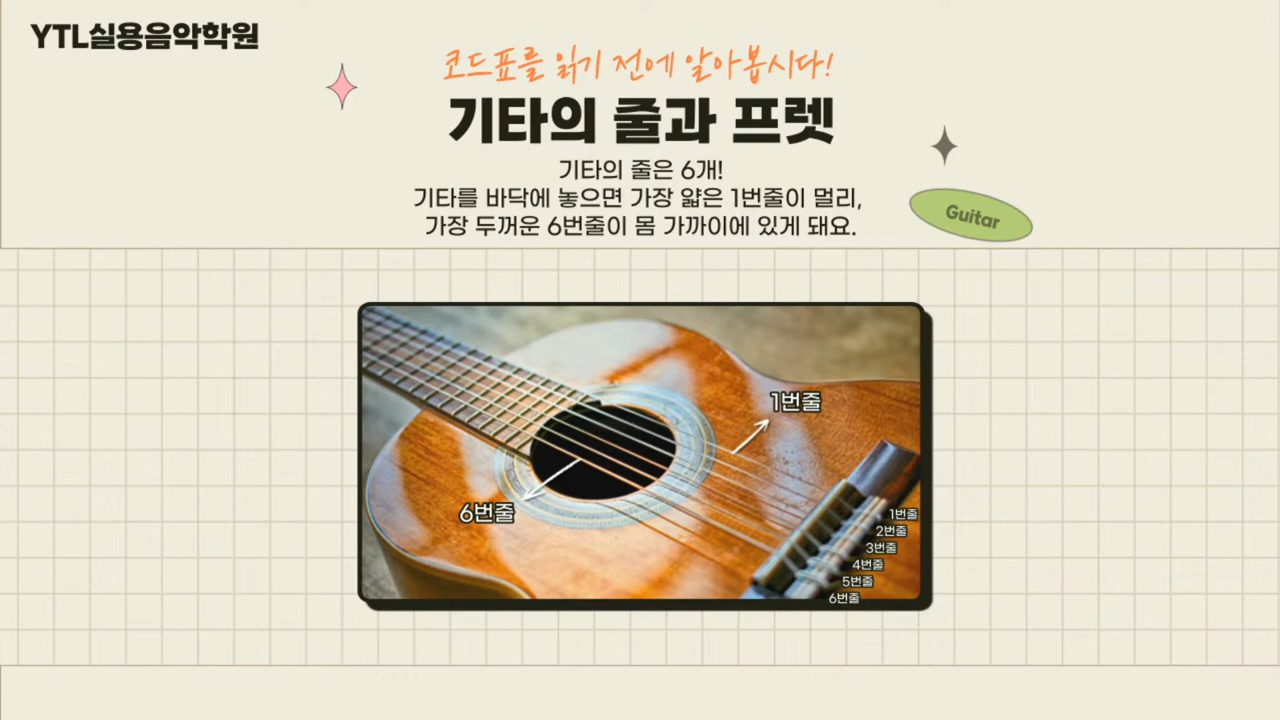 YTL실용음악학원
코드표를 읽기 전에 알아봅시다!
기타의 줄과 프렛
기타의 줄은 6개!
기타를 바닥에 놓으면 가장 얇은 1번줄이 멀리,
가장 두꺼운 6번줄이 몸 가까이에 있게 돼요.
Guitar
1번줄
6번줄
1번줄
2번줄
3번줄
4번줄
5번줄
6번줄